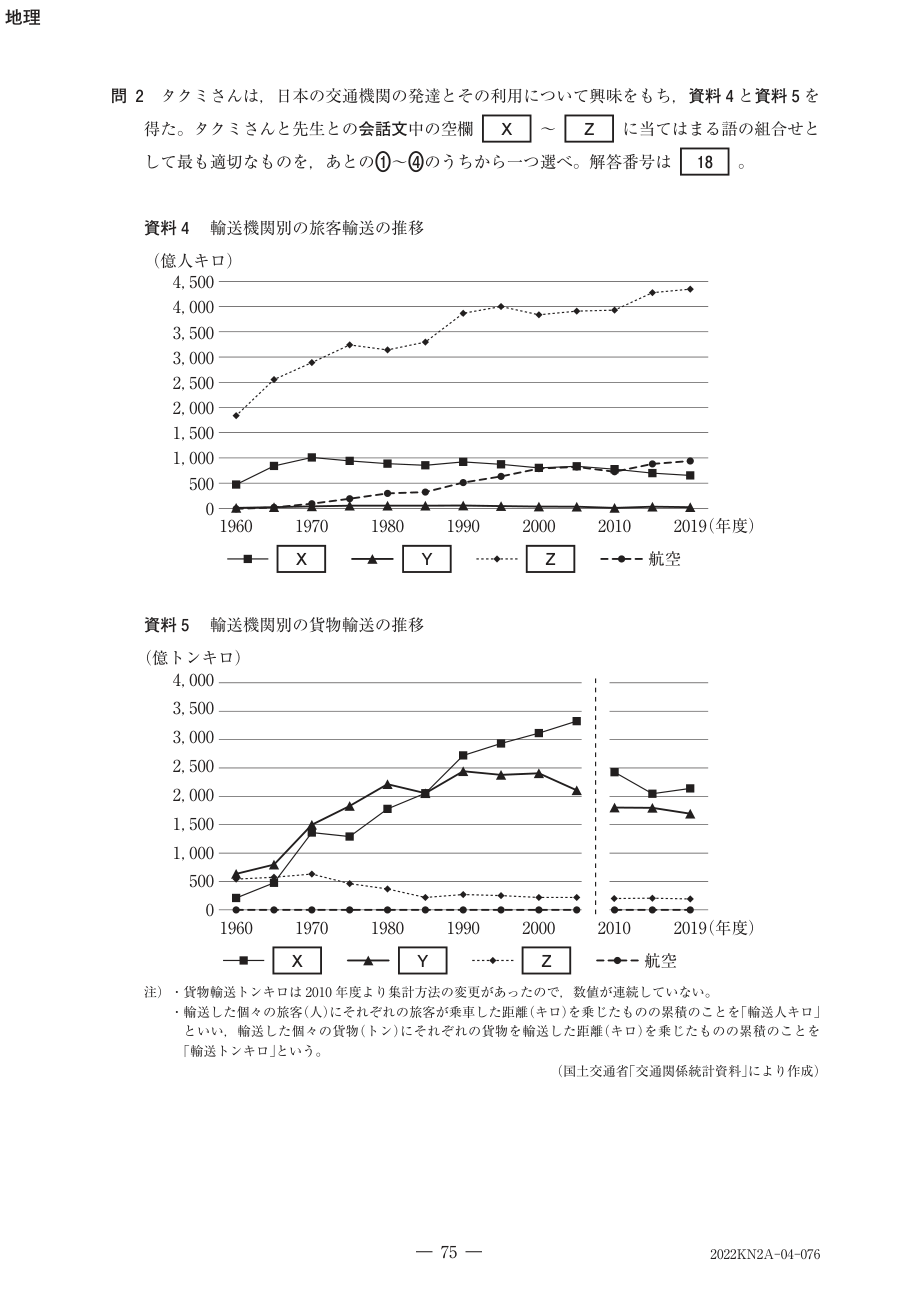 地理
問 2 タクミさんは，日本の交通機関の発達とその利用について興味をもち，資料4と資料5を
得た。タクミさんと先生との会話文中の空欄 X ～ Z に当てはまる語の組合せと
して最も適切なものを，あとの①～④のうちから一つ選べ。解答番号は 18 。
資料4 輸送機関別の旅客輸送の推移
（億人キロ）
4,500
4,000
3,500
3,000
2,500
2,000
1,500
1,000
500
0
1960 1970 1980 1990 2000 2010 2019(年度)
X Y Z 航空
資料5 輸送機関別の貨物輸送の推移
（億トンキロ）
4,000
3,500
3,000
2,500
2,000
1,500
1,000
500
0
1960 1970 1980 1990 2000 2010 2019(年度)
X Y Z 航空
注）・貨物輸送トンキロは2010年度より集計方法の変更があったので，数値が連続していない。
・輸送した個々の旅客(人)にそれぞれの旅客が乗車した距離(キロ)を乗じたものの累積のことを「輸送人キロ」
といい，輸送した個々の貨物(トン)にそれぞれの貨物を輸送した距離(キロ)を乗じたものの累積のことを
「輸送トンキロ」という。
（国土交通省「交通関係統計資料」により作成）
— 75 —
2022KN2A-04-076